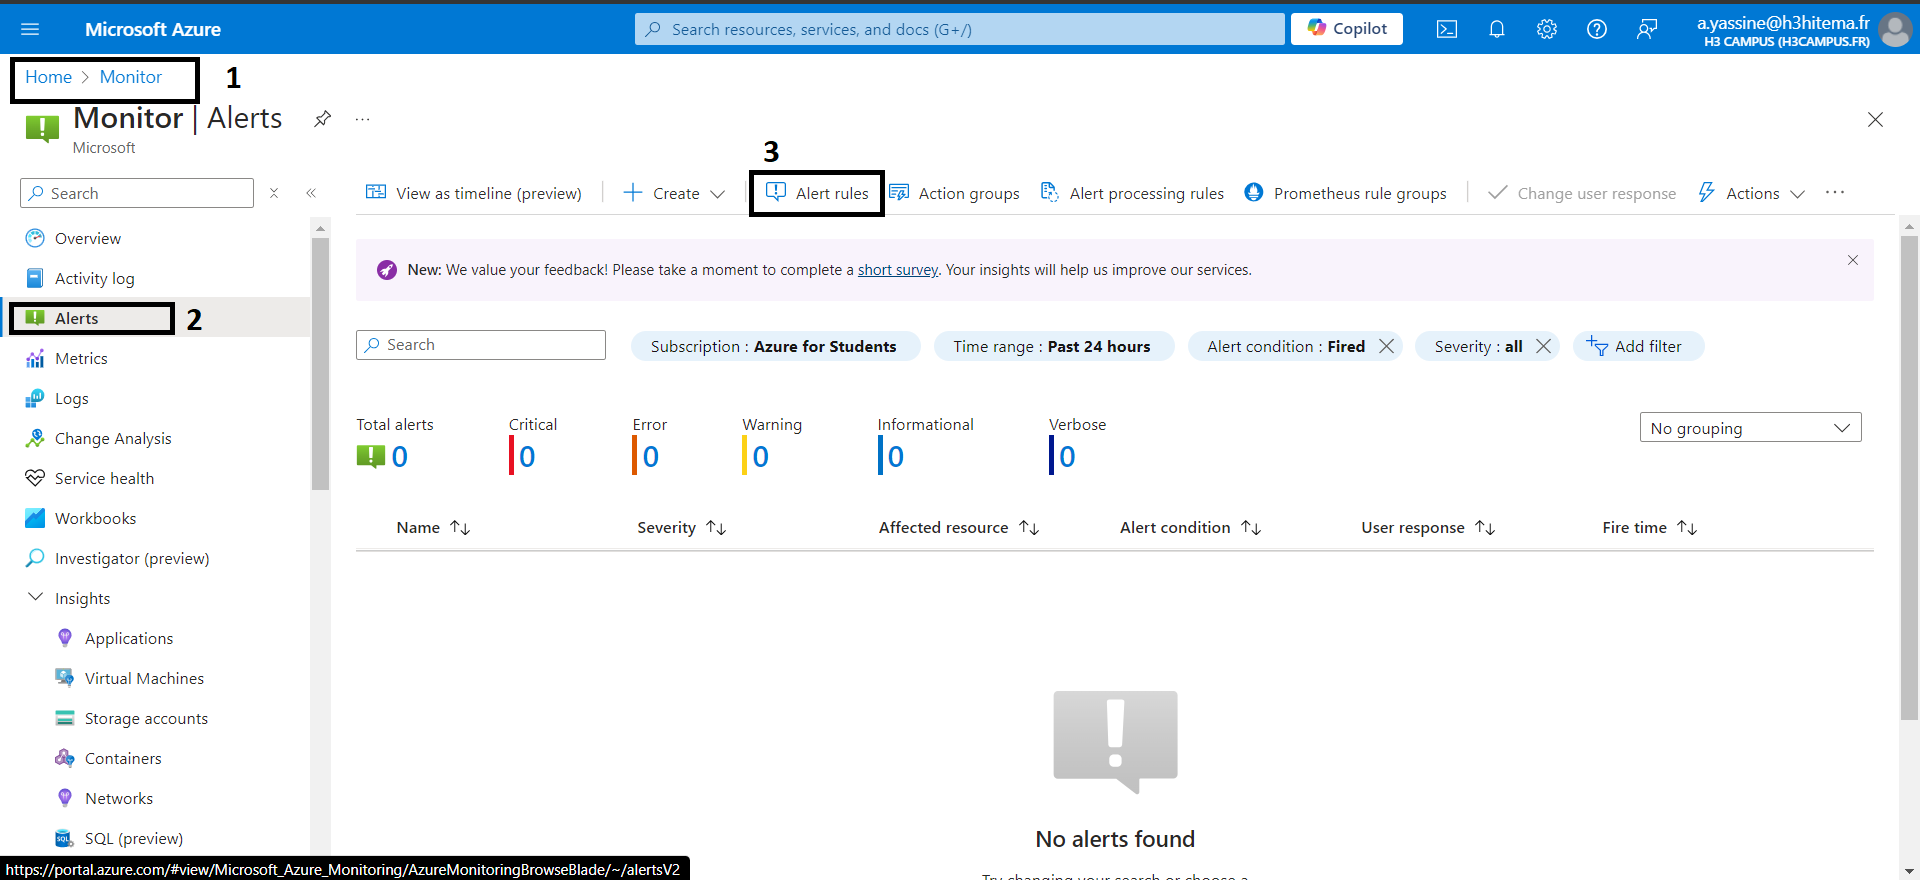 Microsoft Azure
Search resources, services, and docs (G+/)
Copilot
a.yassine@h3hitema.fr
H3 CAMPUS (H3CAMPUS.FR)
Home > Monitor
1
Monitor | Alerts
...
Microsoft
3
Search
View as timeline (preview)
Create
Alert rules
Action groups
Alert processing rules
Prometheus rule groups
Change user response
Actions
...
Overview
Activity log
Alerts
2
Metrics
Logs
Change Analysis
Service health
Workbooks
Investigator (preview)
Insights
Applications
Virtual Machines
Storage accounts
Containers
Networks
SQL (preview)
New: We value your feedback! Please take a moment to complete a short survey. Your insights will help us improve our services.
Search
Subscription : Azure for Students
Time range : Past 24 hours
Alert condition : Fired
Severity : all
Add filter
Total alerts
0
Critical
0
Error
0
Warning
0
Informational
0
Verbose
0
No grouping
Name
Severity
Affected resource
Alert condition
User response
Fire time
No alerts found
Try changing your search or choose a
https://portal.azure.com/#view/Microsoft_Azure_Monitoring/AzureMonitoringBrowseBlade/~/alertsV2